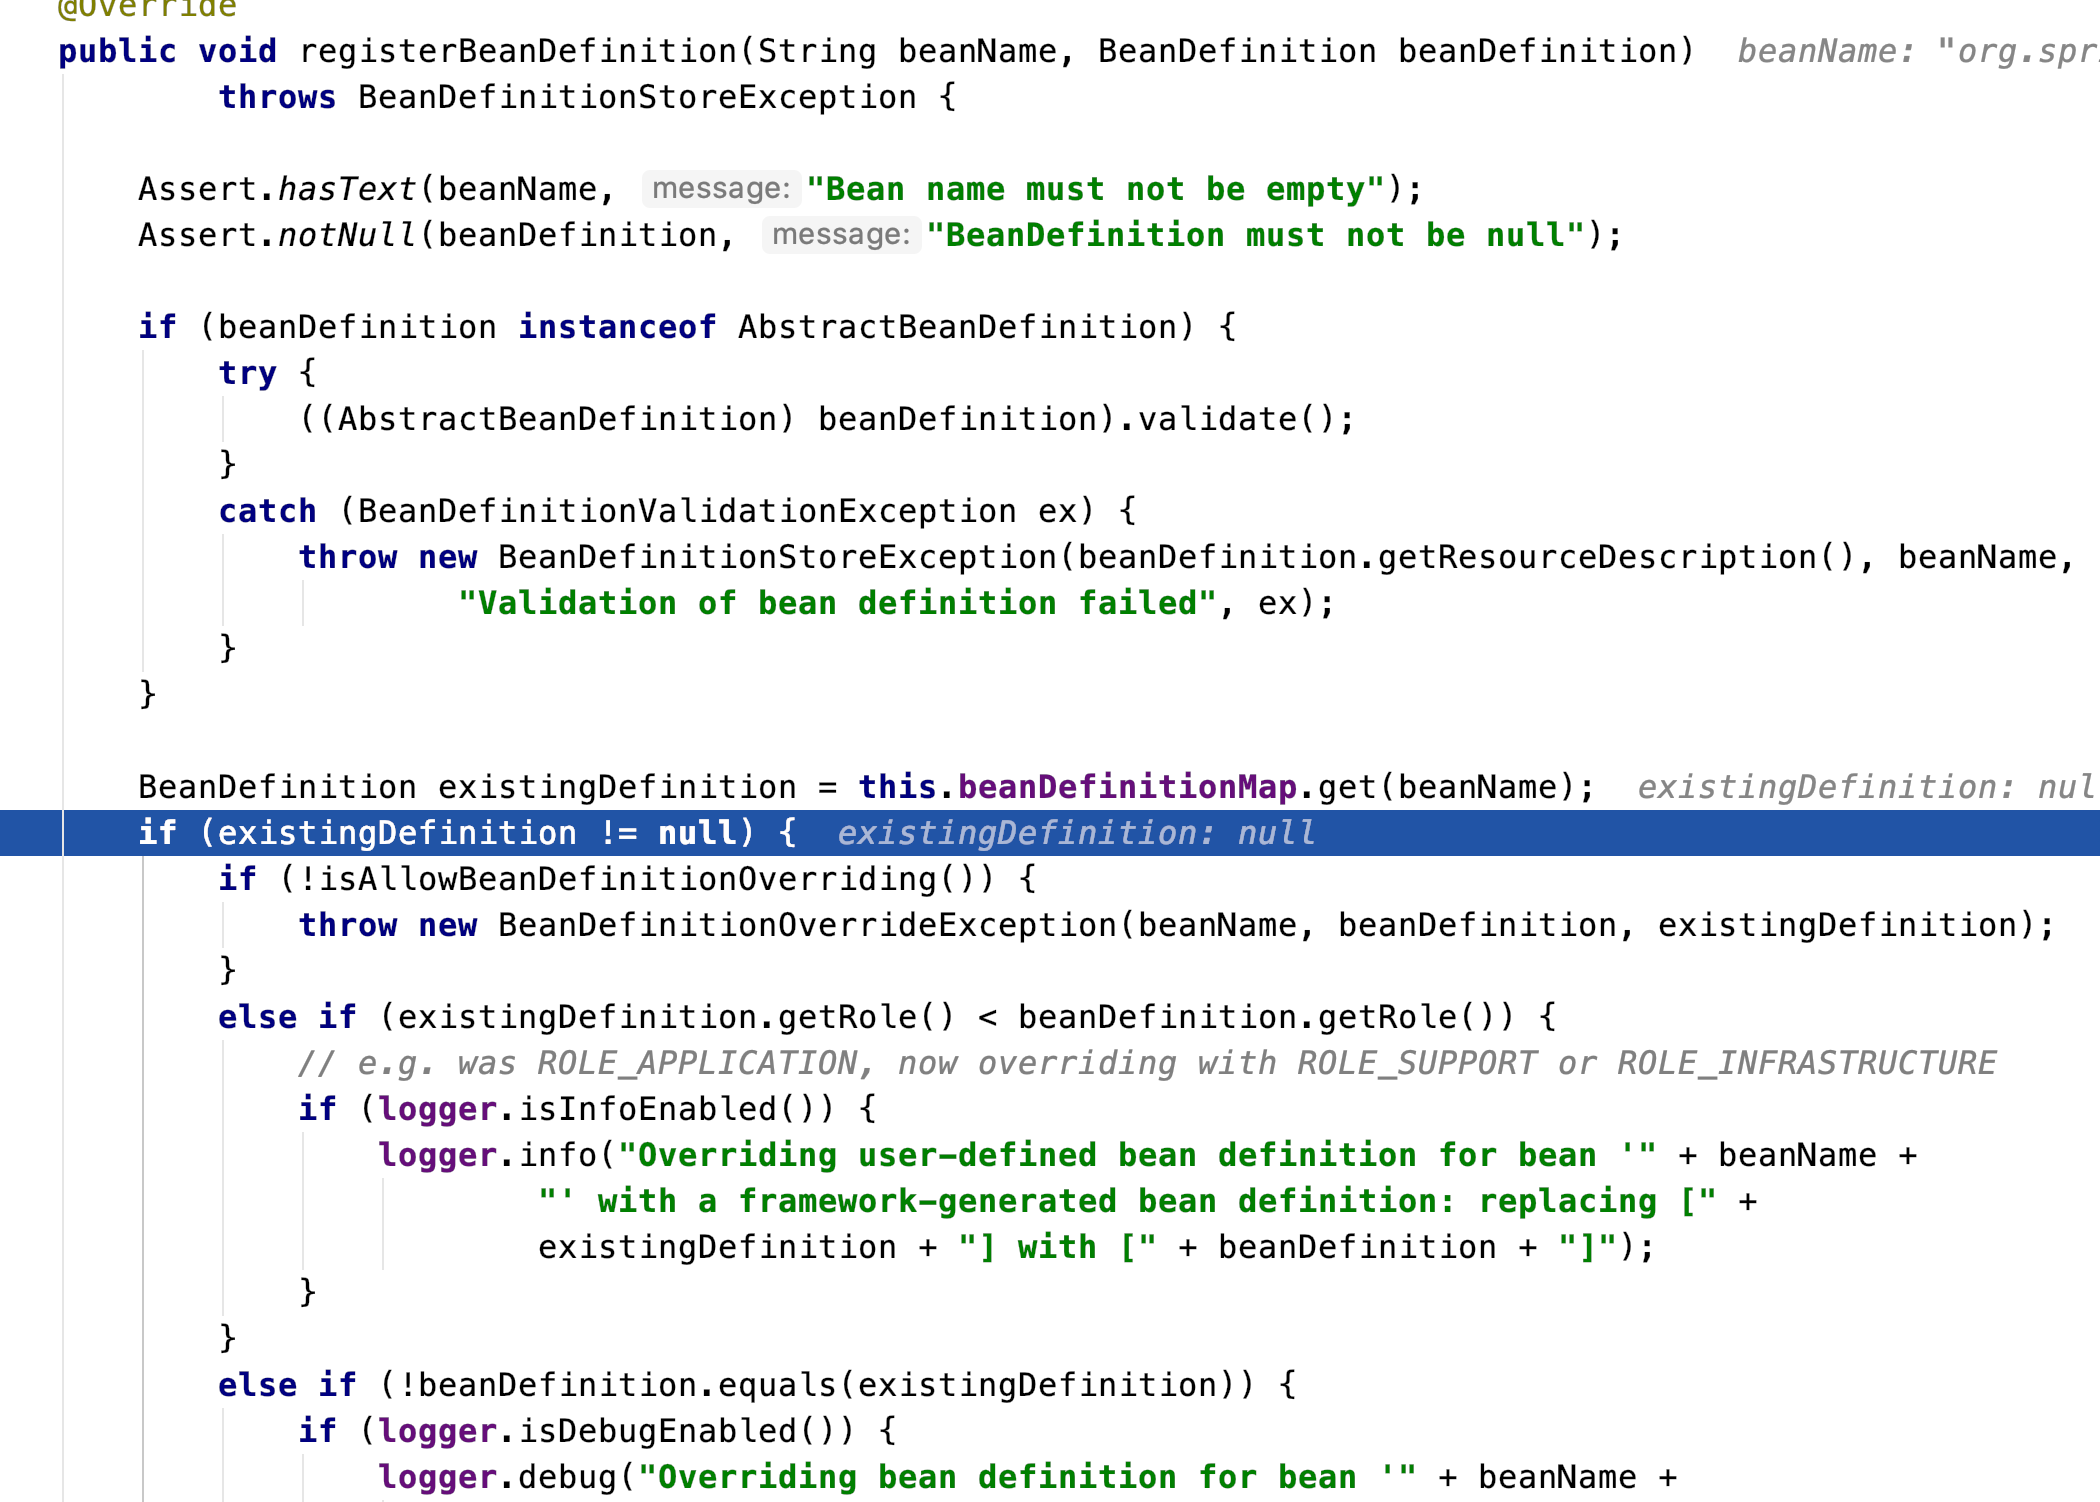 @Override
public void registerBeanDefinition(String beanName, BeanDefinition beanDefinition)  beanName: "org.spr
        throws BeanDefinitionStoreException {
    Assert.hasText(beanName, message: "Bean name must not be empty");
    Assert.notNull(beanDefinition, message: "BeanDefinition must not be null");
    if (beanDefinition instanceof AbstractBeanDefinition) {
        try {
            ((AbstractBeanDefinition) beanDefinition).validate();
        }
        catch (BeanDefinitionValidationException ex) {
            throw new BeanDefinitionStoreException(beanDefinition.getResourceDescription(), beanName,
                    "Validation of bean definition failed", ex);
        }
    }
    BeanDefinition existingDefinition = this.beanDefinitionMap.get(beanName);  existingDefinition: nul
    if (existingDefinition != null) {  existingDefinition: null
        if (!isAllowBeanDefinitionOverriding()) {
            throw new BeanDefinitionOverrideException(beanName, beanDefinition, existingDefinition);
        }
        else if (existingDefinition.getRole() < beanDefinition.getRole()) {
            // e.g. was ROLE_APPLICATION, now overriding with ROLE_SUPPORT or ROLE_INFRASTRUCTURE
            if (logger.isInfoEnabled()) {
                logger.info("Overriding user-defined bean definition for bean '" + beanName +
                        "' with a framework-generated bean definition: replacing [" +
                        existingDefinition + "] with [" + beanDefinition + "]");
            }
        }
        else if (!beanDefinition.equals(existingDefinition)) {
            if (logger.isDebugEnabled()) {
                logger.debug("Overriding bean definition for bean '" + beanName +